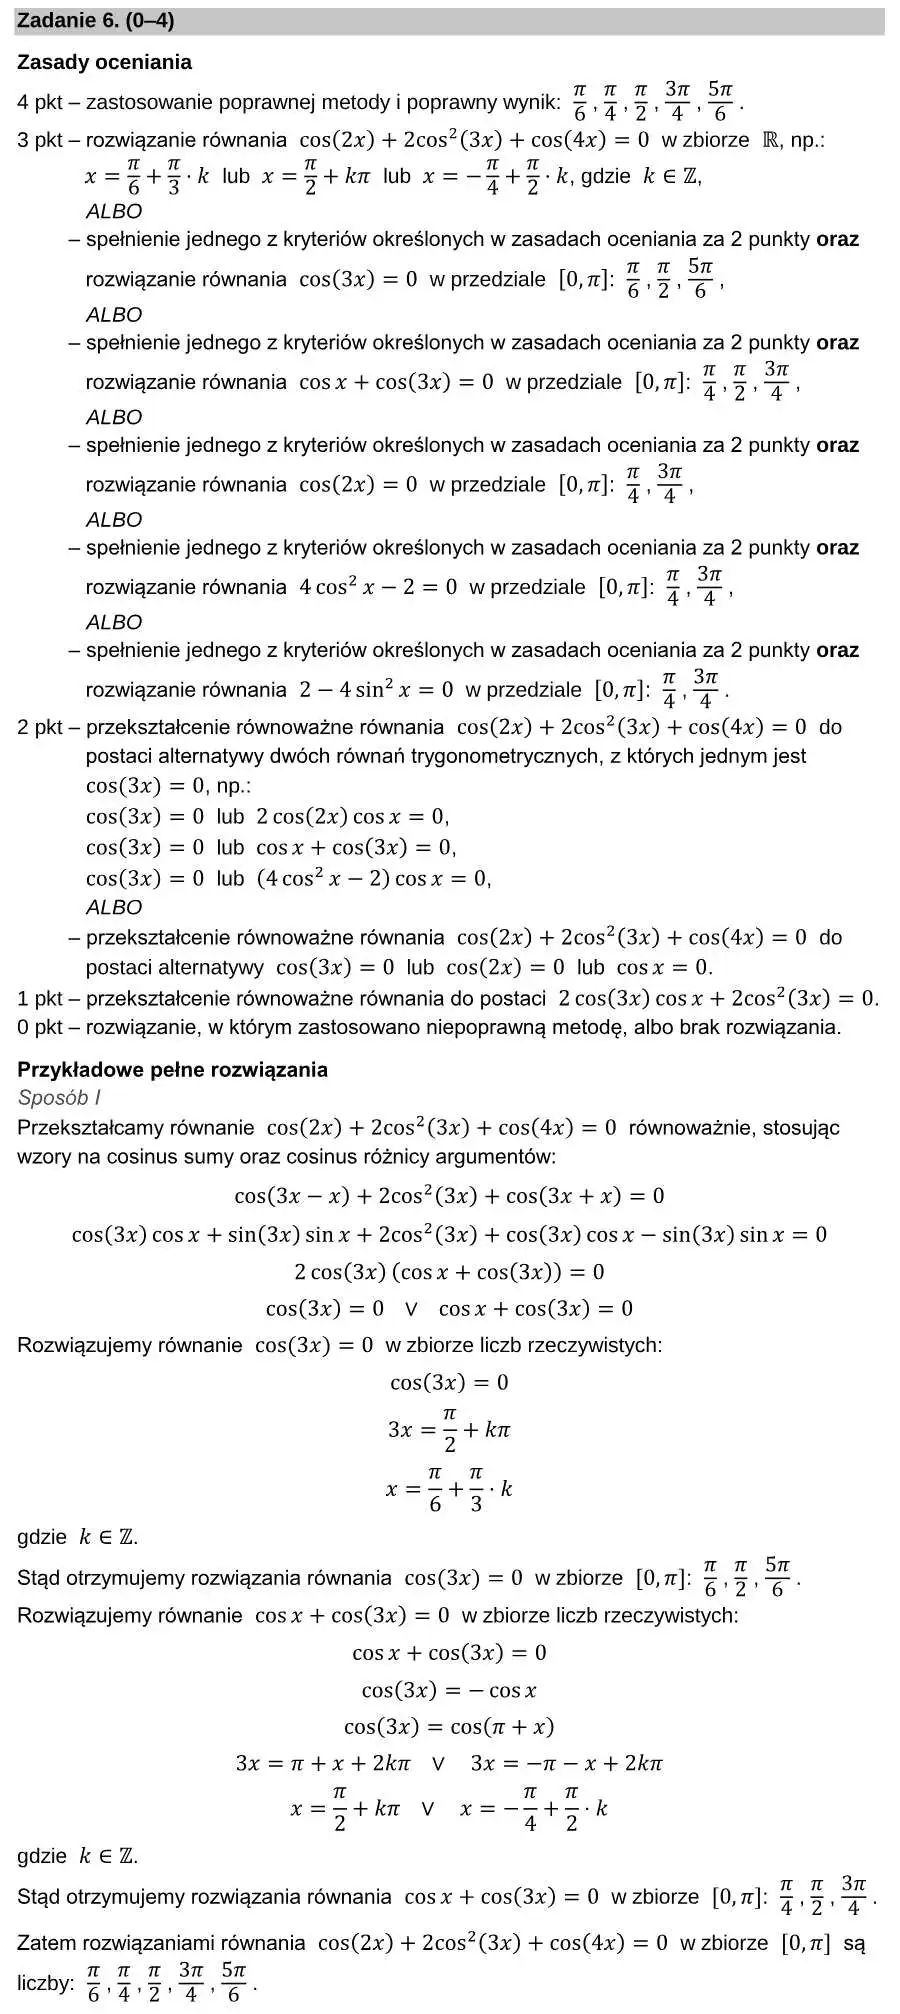 Zadanie 6. (0–4)
Zasady oceniania
4 pkt – zastosowanie poprawnej metody i poprawny wynik: π/6 , π/4 , π/2 , 3π/4 , 5π/6 .
3 pkt – rozwiązanie równania cos(2x) + 2cos²(3x) + cos(4x) = 0 w zbiorze ℝ, np.:
x = π/6 + π/3 · k lub x = π/2 + kπ lub x = −π/4 + π/2 · k, gdzie k ∈ ℤ,
ALBO
– spełnienie jednego z kryteriów określonych w zasadach oceniania za 2 punkty oraz
rozwiązanie równania cos(3x) = 0 w przedziale [0, π]: π/6 , π/2 , 5π/6 ,
ALBO
– spełnienie jednego z kryteriów określonych w zasadach oceniania za 2 punkty oraz
rozwiązanie równania cos x + cos(3x) = 0 w przedziale [0, π]: π/4 , π/2 , 3π/4 ,
ALBO
– spełnienie jednego z kryteriów określonych w zasadach oceniania za 2 punkty oraz
rozwiązanie równania cos(2x) = 0 w przedziale [0, π]: π/4 , 3π/4 ,
ALBO
– spełnienie jednego z kryteriów określonych w zasadach oceniania za 2 punkty oraz
rozwiązanie równania 4 cos² x − 2 = 0 w przedziale [0, π]: π/4 , 3π/4 ,
ALBO
– spełnienie jednego z kryteriów określonych w zasadach oceniania za 2 punkty oraz
rozwiązanie równania 2 − 4 sin² x = 0 w przedziale [0, π]: π/4 , 3π/4 .
2 pkt – przekształcenie równoważne równania cos(2x) + 2cos²(3x) + cos(4x) = 0 do
postaci alternatywy dwóch równań trygonometrycznych, z których jednym jest
cos(3x) = 0, np.:
cos(3x) = 0 lub 2 cos(2x) cos x = 0,
cos(3x) = 0 lub cos x + cos(3x) = 0,
cos(3x) = 0 lub (4 cos² x − 2) cos x = 0,
ALBO
– przekształcenie równoważne równania cos(2x) + 2cos²(3x) + cos(4x) = 0 do
postaci alternatywy cos(3x) = 0 lub cos(2x) = 0 lub cos x = 0.
1 pkt – przekształcenie równoważne równania do postaci 2 cos(3x) cos x + 2cos²(3x) = 0.
0 pkt – rozwiązanie, w którym zastosowano niepoprawną metodę, albo brak rozwiązania.
Przykładowe pełne rozwiązania
Sposób I
Przekształcamy równanie cos(2x) + 2cos²(3x) + cos(4x) = 0 równoważnie, stosując
wzory na cosinus sumy oraz cosinus różnicy argumentów:
cos(3x − x) + 2cos²(3x) + cos(3x + x) = 0
cos(3x) cos x + sin(3x) sin x + 2cos²(3x) + cos(3x) cos x − sin(3x) sin x = 0
2 cos(3x) (cos x + cos(3x)) = 0
cos(3x) = 0 ∨ cos x + cos(3x) = 0
Rozwiązujemy równanie cos(3x) = 0 w zbiorze liczb rzeczywistych:
cos(3x) = 0
3x = π/2 + kπ
x = π/6 + π/3 · k
gdzie k ∈ ℤ.
Stąd otrzymujemy rozwiązania równania cos(3x) = 0 w zbiorze [0, π]: π/6 , π/2 , 5π/6 .
Rozwiązujemy równanie cos x + cos(3x) = 0 w zbiorze liczb rzeczywistych:
cos x + cos(3x) = 0
cos(3x) = − cos x
cos(3x) = cos(π + x)
3x = π + x + 2kπ ∨ 3x = −π − x + 2kπ
x = π/2 + kπ ∨ x = −π/4 + π/2 · k
gdzie k ∈ ℤ.
Stąd otrzymujemy rozwiązania równania cos x + cos(3x) = 0 w zbiorze [0, π]: π/4 , π/2 , 3π/4 .
Zatem rozwiązaniami równania cos(2x) + 2cos²(3x) + cos(4x) = 0 w zbiorze [0, π] są
liczby: π/6 , π/4 , π/2 , 3π/4 , 5π/6 .